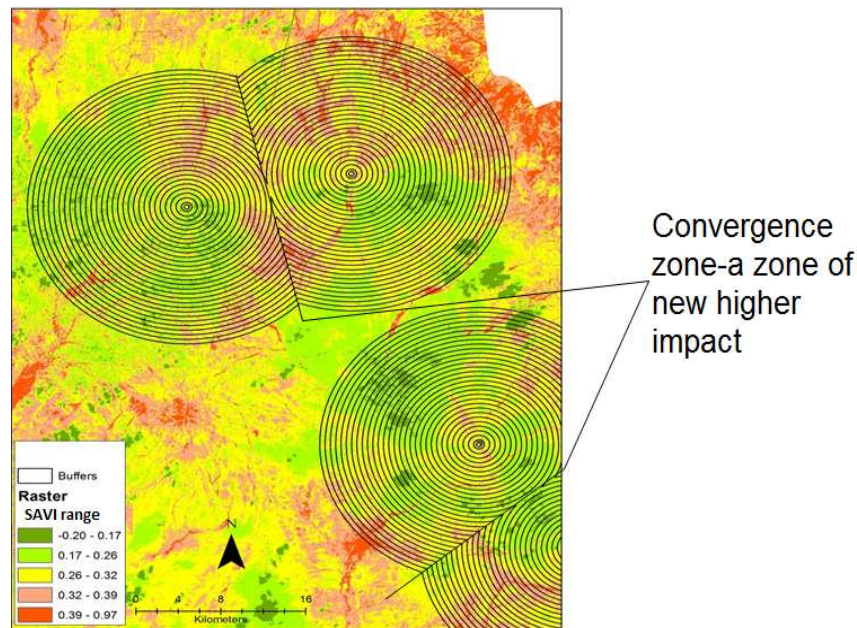 Convergence
zone-a zone of
new higher
impact
Buffers
Raster
SAVI range
-0.20 - 0.17
0.17 - 0.26
0.26 - 0.32
0.32 - 0.39
0.39 - 0.97
N
0 4 8 16
Kilometers